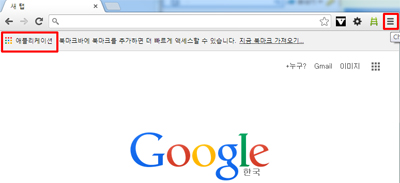 새 탭
애플리케이션 북마크바에 북마크를 추가하면 더 빠르게 액세스할 수 있습니다. 지금 북마크 가져오기...
+누구? Gmail 이미지
Google
한국